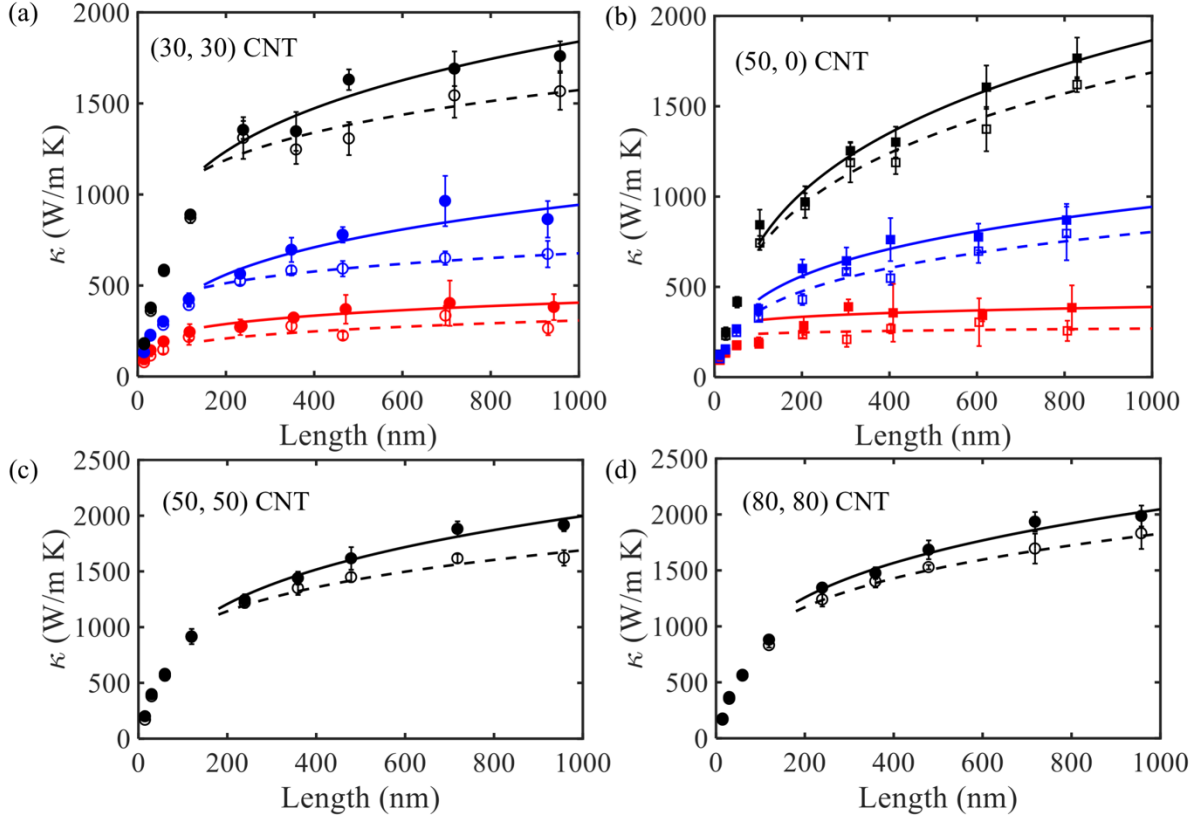 (a)
(30, 30) CNT
κ (W/m K)
2000
1500
1000
500
0
0 200 400 600 800 1000
Length (nm)
(b)
(50, 0) CNT
κ (W/m K)
2000
1500
1000
500
0
0 200 400 600 800 1000
Length (nm)
(c)
(50, 50) CNT
κ (W/m K)
2500
2000
1500
1000
500
0
0 200 400 600 800 1000
Length (nm)
(d)
(80, 80) CNT
κ (W/m K)
2500
2000
1500
1000
500
0
0 200 400 600 800 1000
Length (nm)